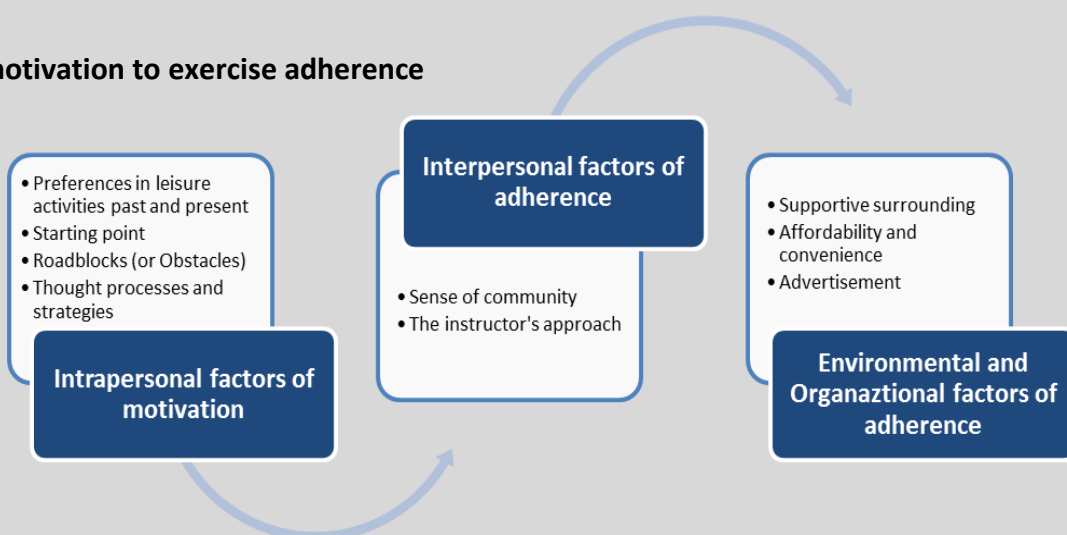 notivation to exercise adherence
• Preferences in leisure
activities past and present
• Starting point
• Roadblocks (or Obstacles)
• Thought processes and
strategies
Intrapersonal factors of
motivation
Interpersonal factors of
adherence
• Sense of community
• The instructor's approach
• Supportive surrounding
• Affordability and
convenience
• Advertisement
Environmental and
Organaztional factors of
adherence